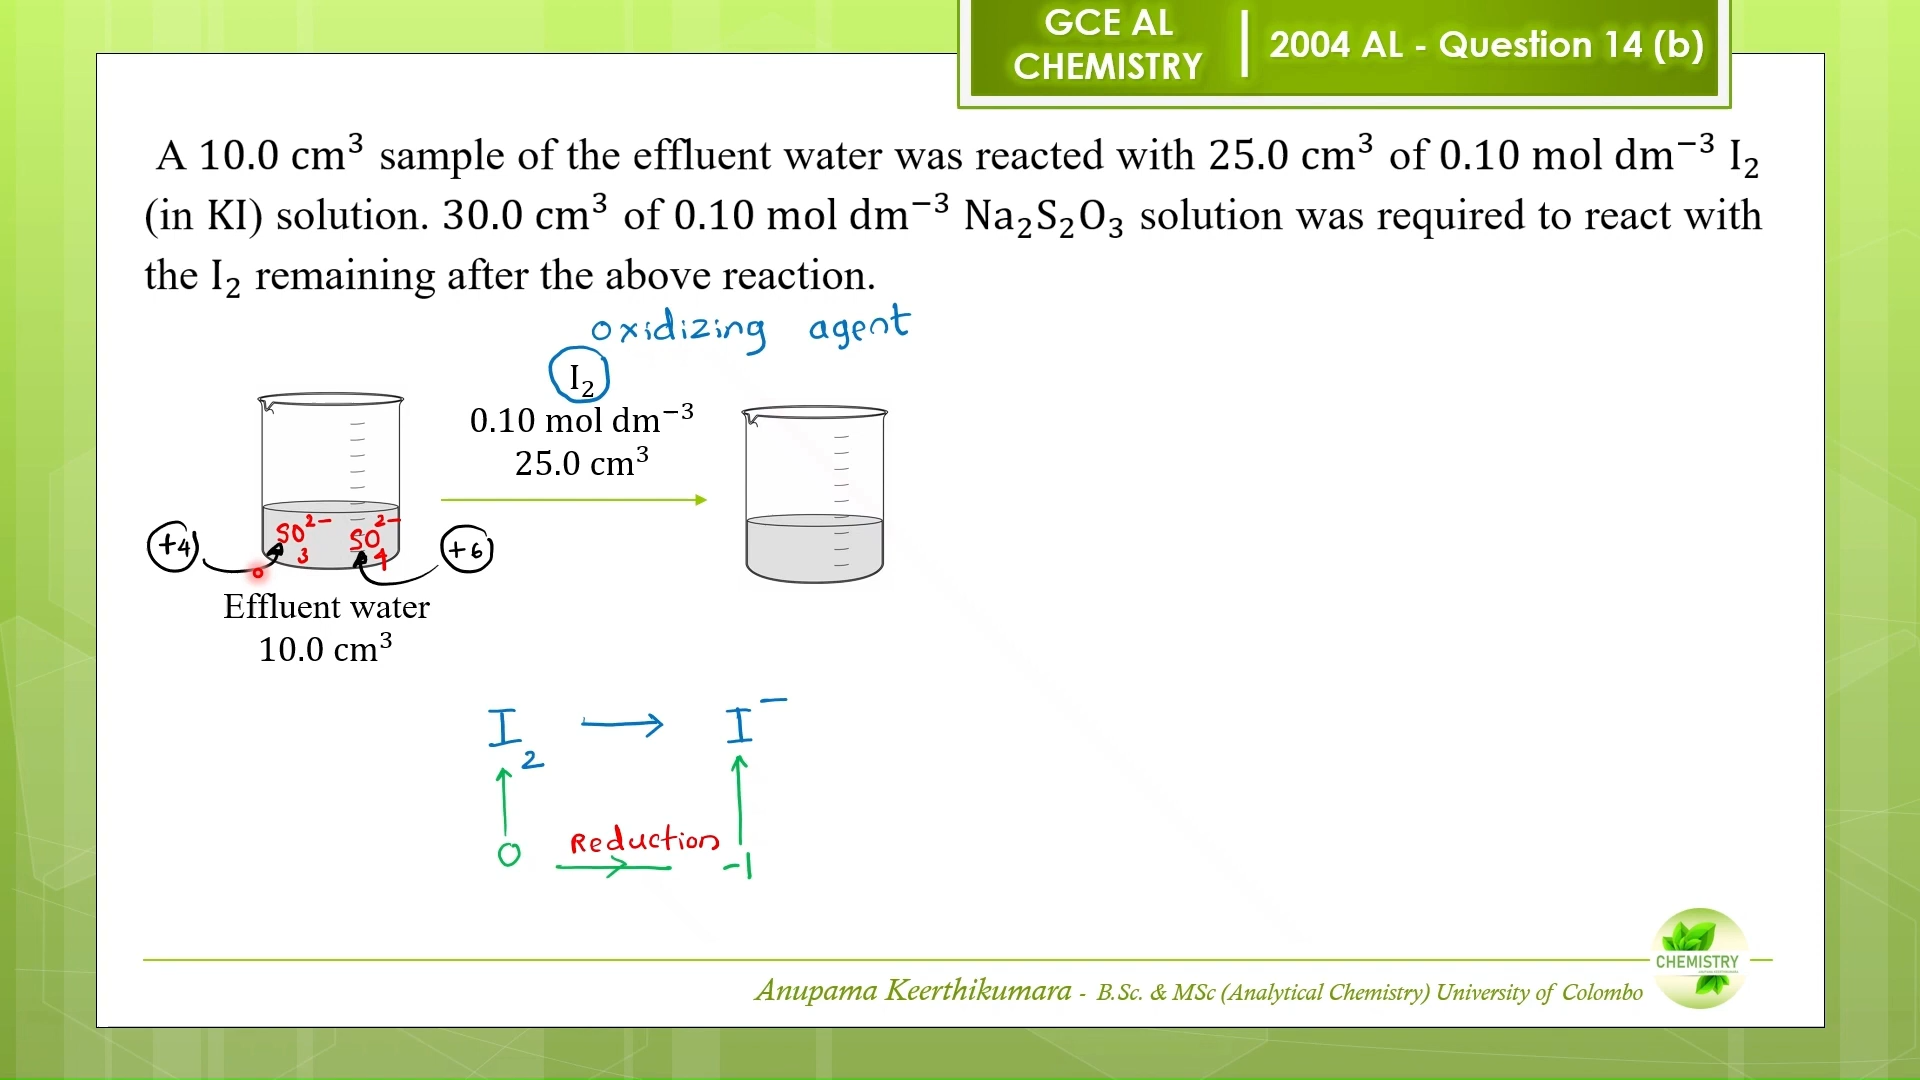 GCE AL
CHEMISTRY
2004 AL - Question 14 (b)
A 10.0 cm³ sample of the effluent water was reacted with 25.0 cm³ of 0.10 mol dm⁻³ I₂
(in KI) solution. 30.0 cm³ of 0.10 mol dm⁻³ Na₂S₂O₃ solution was required to react with
the I₂ remaining after the above reaction.
oxidizing agent
I₂
0.10 mol dm⁻³
25.0 cm³
+4
SO₃²⁻
SO₄²⁻
+6
Effluent water
10.0 cm³
I₂ → I⁻
Reduction
0 → -1
CHEMISTRY
Anupama Keerthikumara - B.Sc. & MSc (Analytical Chemistry) University of Colombo